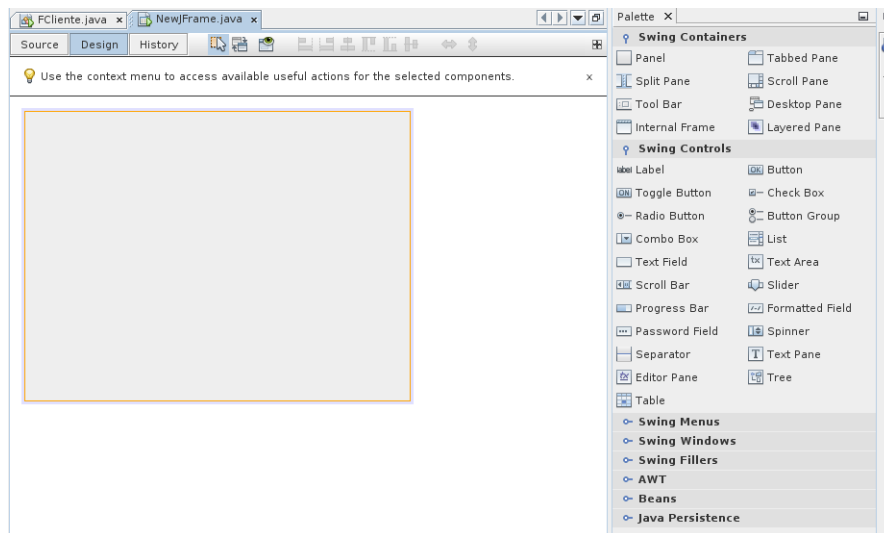 FCliente.java x NewJFrame.java x
Source Design History
Use the context menu to access available useful actions for the selected components. x
Palette X
Swing Containers
Panel Tabbed Pane
Split Pane Scroll Pane
Tool Bar Desktop Pane
Internal Frame Layered Pane
Swing Controls
label Label OK Button
ON Toggle Button Check Box
Radio Button Button Group
Combo Box List
Text Field tx Text Area
Scroll Bar Slider
Progress Bar Formatted Field
Password Field Spinner
Separator T Text Pane
Editor Pane Tree
Table
Swing Menus
Swing Windows
Swing Fillers
AWT
Beans
Java Persistence